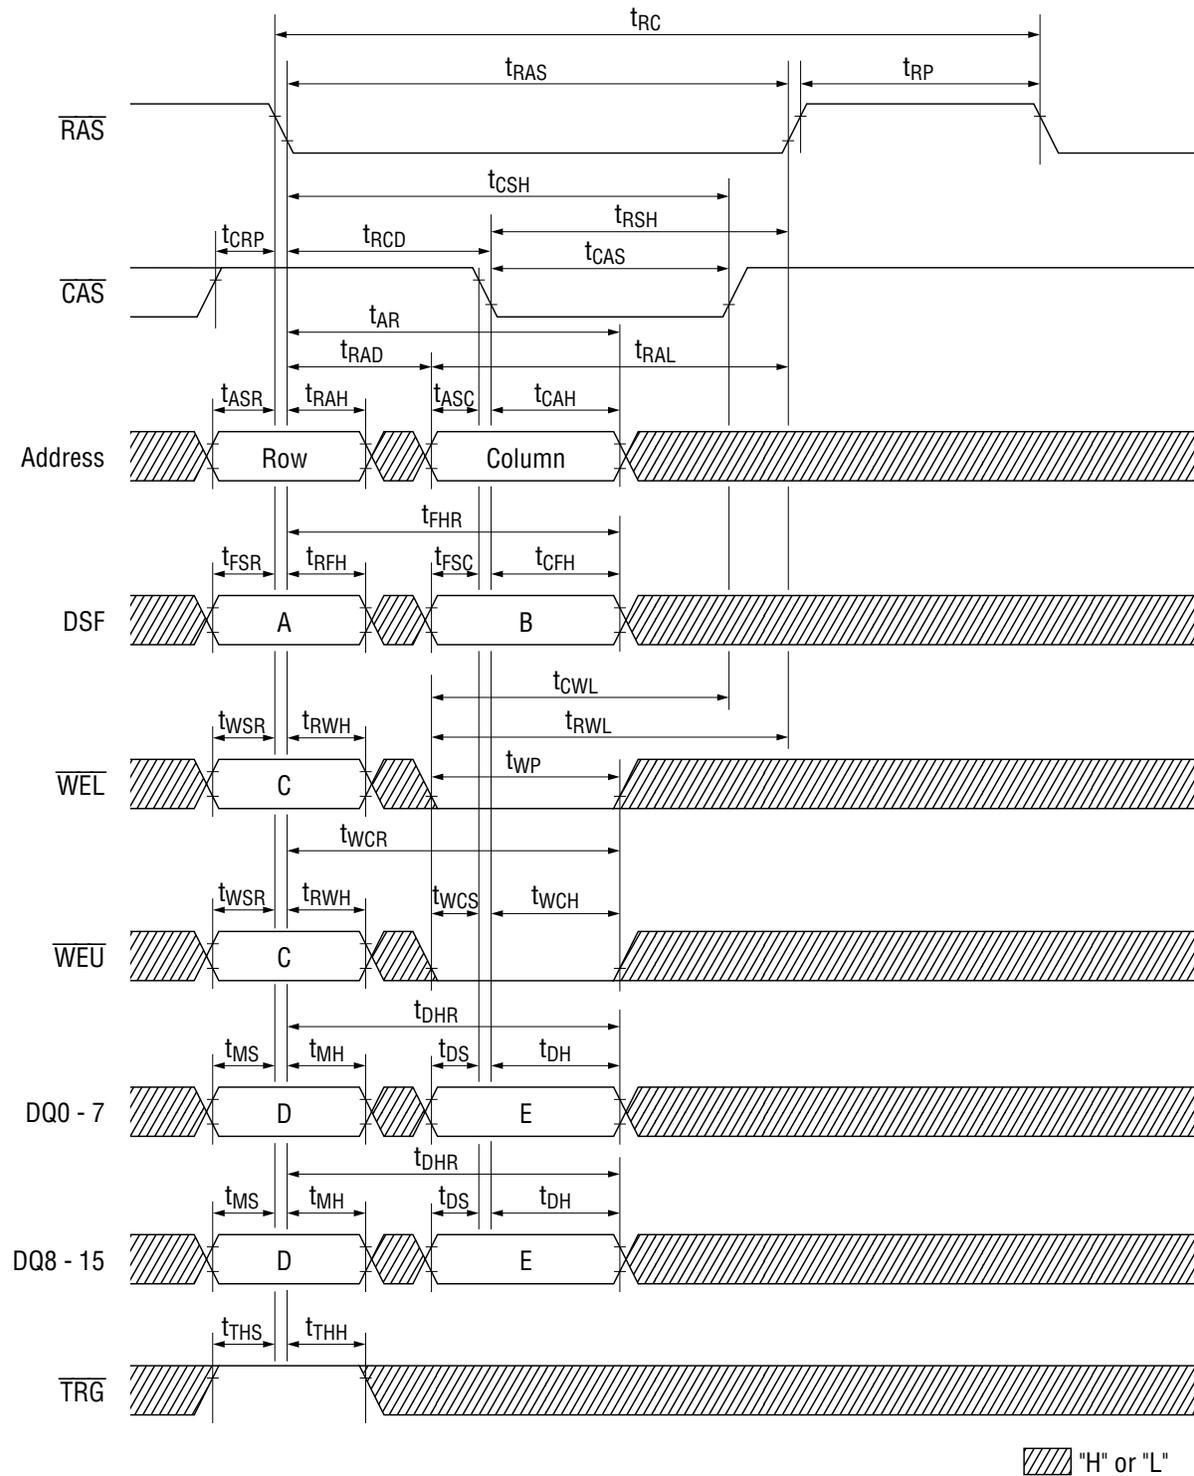 tRC
tRAS tRP
RAS
tCSH
tRSH
tCRP tRCD tCAS
CAS
tAR
tRAD tRAL
tASR tRAH tASC tCAH
Address Row Column
tFHR
tFSR tRFH tFSC tCFH
DSF A B
tCWL
tWSR tRWH tRWL
tWP
WEL C
tWCR
tWSR tRWH tWCS tWCH
WEU C
tDHR
tMS tMH tDS tDH
DQ0 - 7 D E
tDHR
tMS tMH tDS tDH
DQ8 - 15 D E
tTHS tTHH
TRG
"H" or "L"